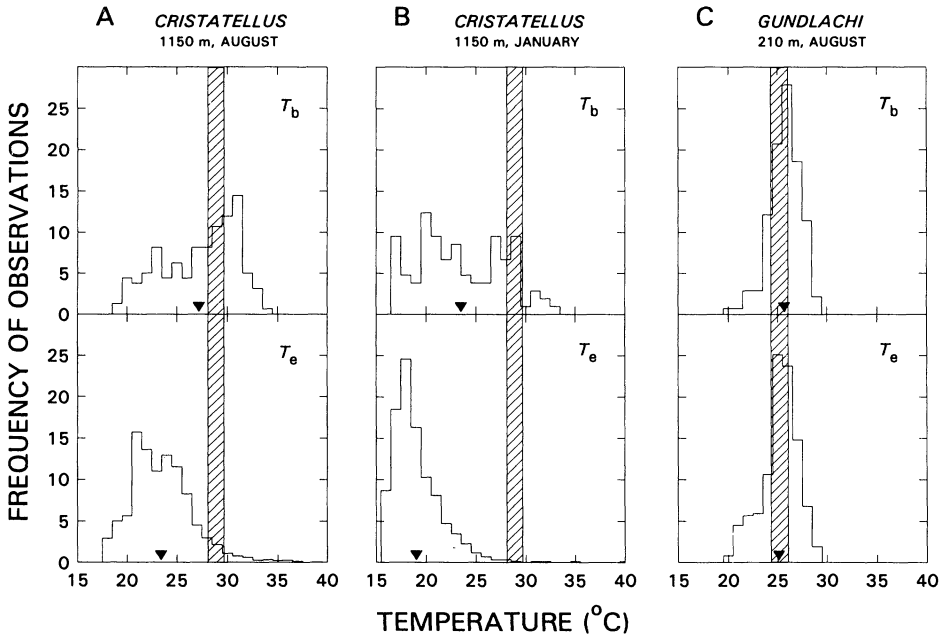 A CRISTATELLUS
1150 m, AUGUST
B CRISTATELLUS
1150 m, JANUARY
C GUNDLACHI
210 m, AUGUST
FREQUENCY OF OBSERVATIONS
25
20
15
10
5
0
Tb
Tb
Tb
25
20
15
10
5
0
Te
Te
Te
15 20 25 30 35 40
15 20 25 30 35 40
15 20 25 30 35 40
TEMPERATURE (°C)